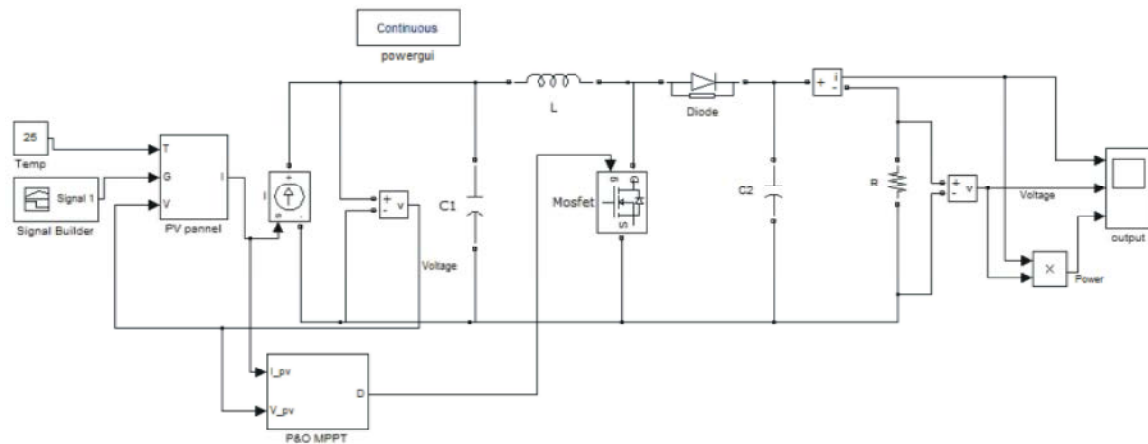 Continuous
powergui
L
Diode
+
i
-
25
Temp
T
G
V
I
PV pannel
Signal 1
Signal Builder
I
+
s
-
+
-
v
Voltage
C1
g
D
S
Mosfet
C2
R
+
-
v
Voltage
output
×
Power
I_pv
V_pv
D
P&O MPPT